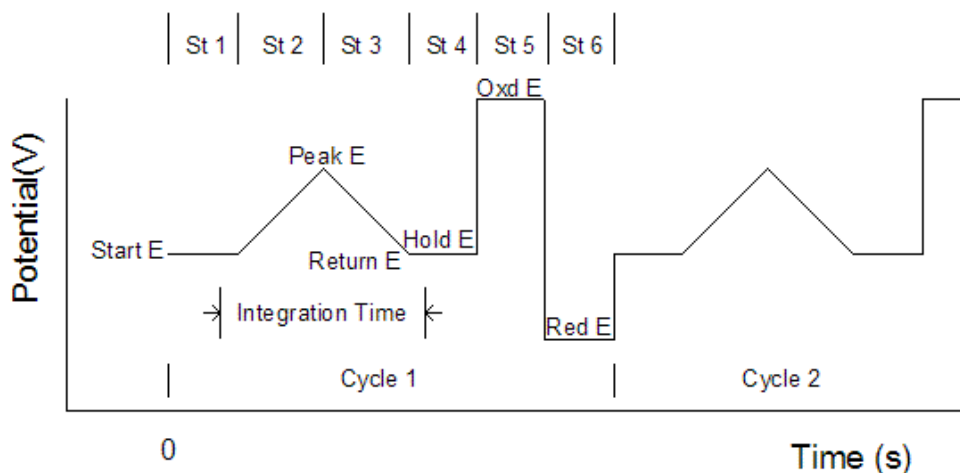 St 1 St 2 St 3 St 4 St 5 St 6
Oxd E
Peak E
Start E
Hold E
Return E
Integration Time
Red E
Cycle 1 Cycle 2
0
Time (s)
Potential(V)